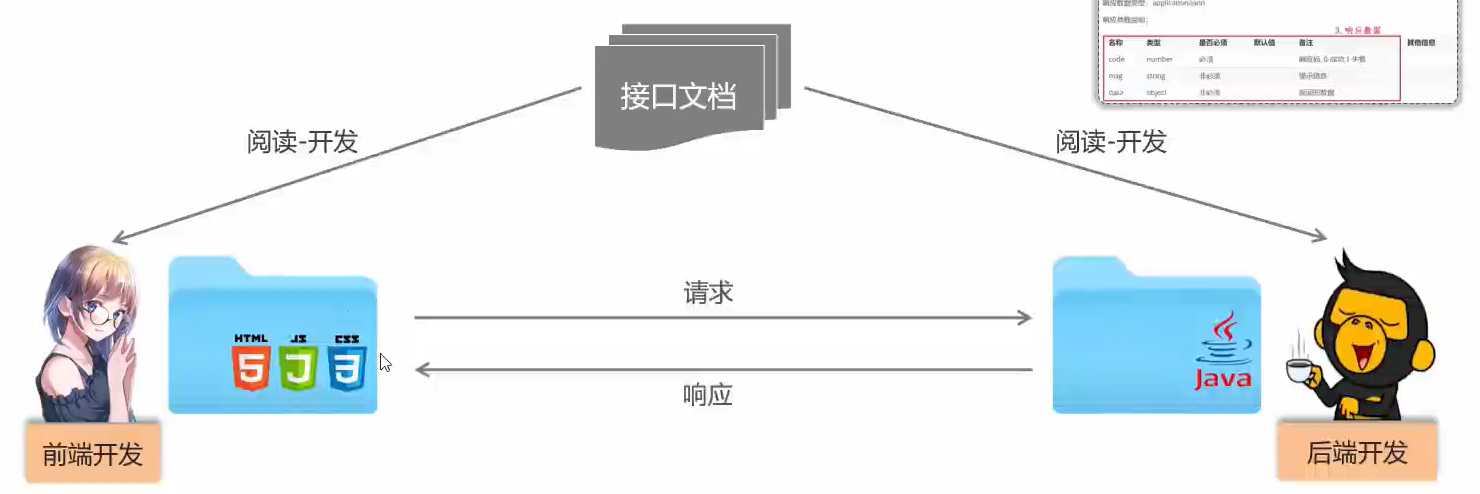 响应数据类型：application/json
响应参数说明：
3. 响应数据
名称 类型 是否必须 默认值 备注 其他信息
code number 必须 响应码, 0-成功,1-失败
msg string 非必须 提示信息
data object 非必须 返回的数据
接口文档
阅读-开发
阅读-开发
请求
响应
HTML JS CSS
Java
前端开发
后端开发